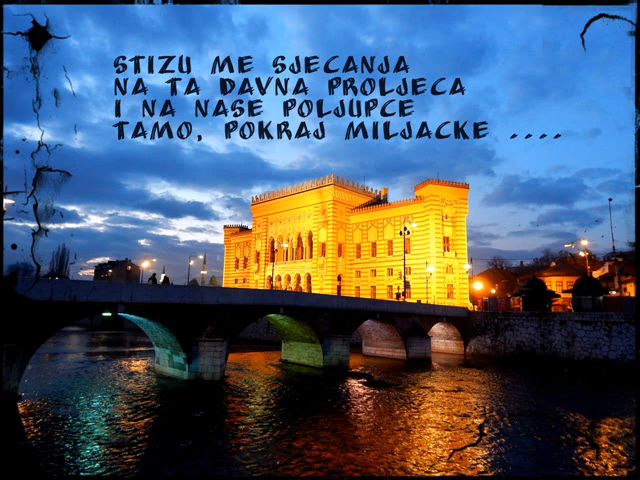 STIZU ME SJECANJA
NA TA DAVNA PROLJECA
I NA NASE POLJUPCE
TAMO, POKRAJ MILJACKE ....